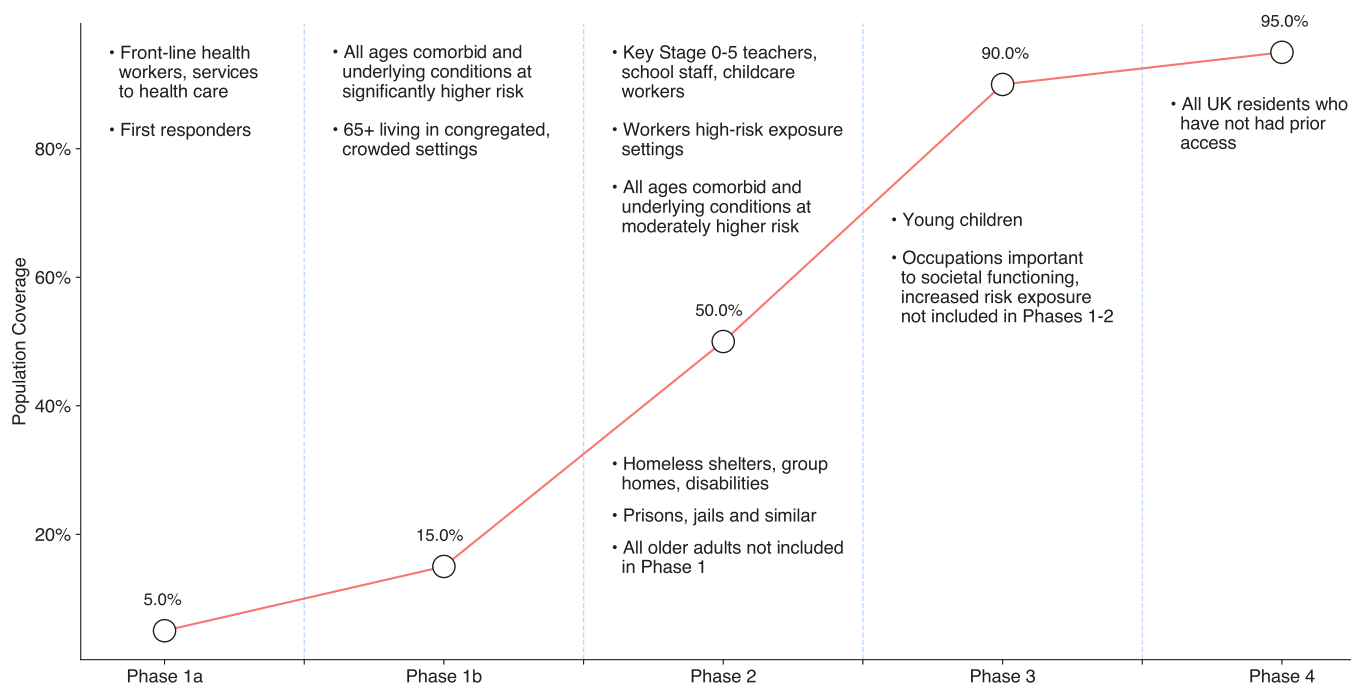 95.0%
90.0%
• Front-line health
workers, services
to health care
• First responders
• All ages comorbid and
underlying conditions at
significantly higher risk
• 65+ living in congregated,
crowded settings
• Key Stage 0-5 teachers,
school staff, childcare
workers
• Workers high-risk exposure
settings
• All ages comorbid and
underlying conditions at
moderately higher risk
• All UK residents who
have not had prior
access
• Young children
• Occupations important
to societal functioning,
increased risk exposure
not included in Phases 1-2
80%
60%
40%
20%
Population Coverage
50.0%
• Homeless shelters, group
homes, disabilities
• Prisons, jails and similar
• All older adults not included
in Phase 1
15.0%
5.0%
Phase 1a
Phase 1b
Phase 2
Phase 3
Phase 4